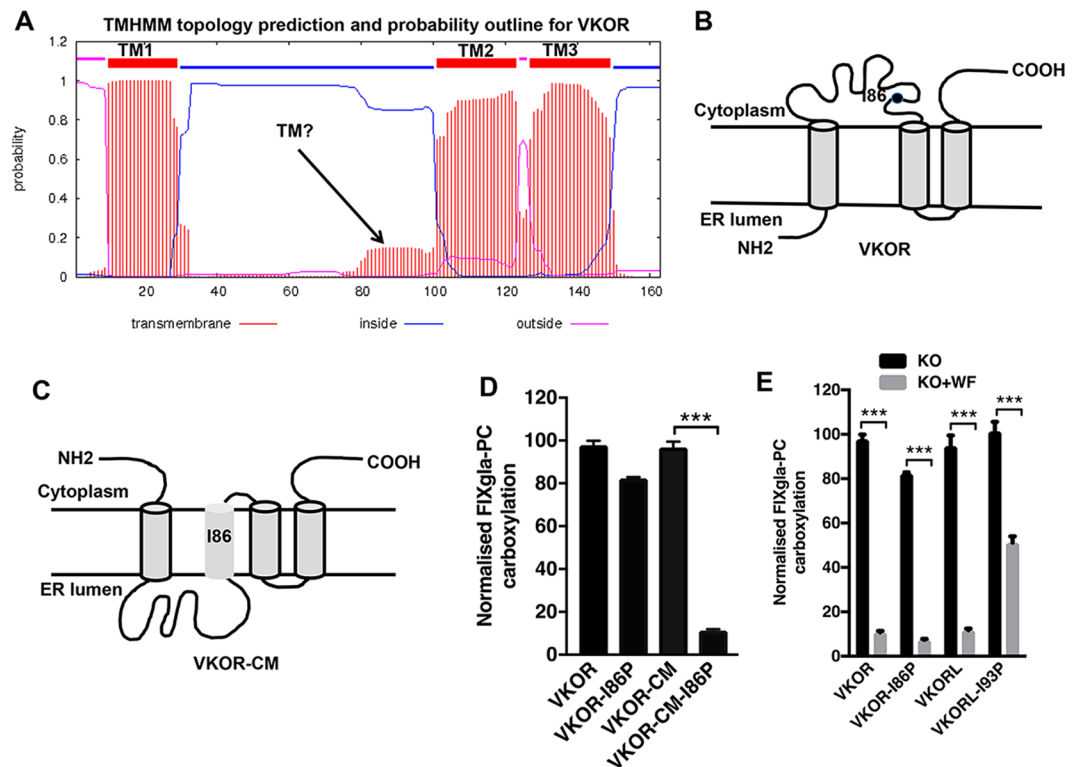 A
TMHMM topology prediction and probability outline for VKOR
1.2
1
0.8
0.6
0.4
0.2
0
probability
TM1
TM2
TM3
TM?
20
40
60
80
100
120
140
160
transmembrane
inside
outside
B
I86
COOH
Cytoplasm
ER lumen
NH2
VKOR
C
NH2
COOH
Cytoplasm
I86
ER lumen
VKOR-CM
D
Normalised FIXgla-PC
carboxylation
120
100
80
60
40
20
0
***
VKOR
VKOR-I86P
VKOR-CM
VKOR-CM-I86P
E
KO
KO+WF
Normalised FIXgla-PC
carboxylation
120
100
80
60
40
20
0
***
***
***
***
VKOR
VKOR-I86P
VKORL
VKORL-I93P